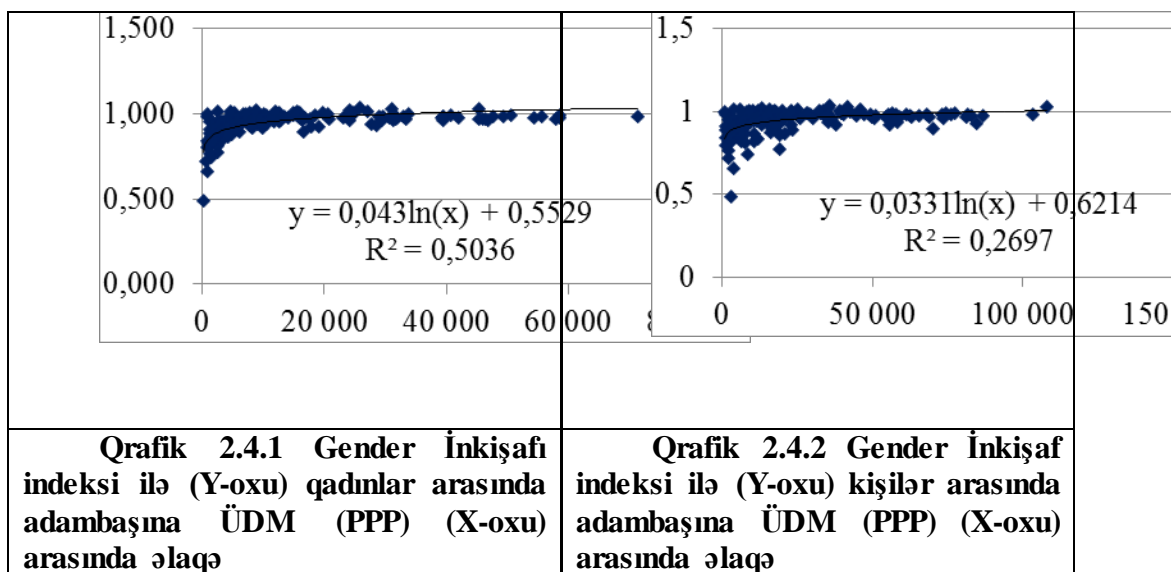 1,500
1,000
0,500
0,000
y = 0,043ln(x) + 0,5529
R² = 0,5036
0 20 000 40 000 60 000
1,5
1
0,5
0
y = 0,0331ln(x) + 0,6214
R² = 0,2697
0 50 000 100 000 150
Qrafik 2.4.1 Gender İnkişafı
indeksi ilə (Y-oxu) qadınlar arasında
adambaşına ÜDM (PPP) (X-oxu)
arasında əlaqə
Qrafik 2.4.2 Gender İnkişaf
indeksi ilə (Y-oxu) kişilər arasında
adambaşına ÜDM (PPP) (X-oxu)
arasında əlaqə